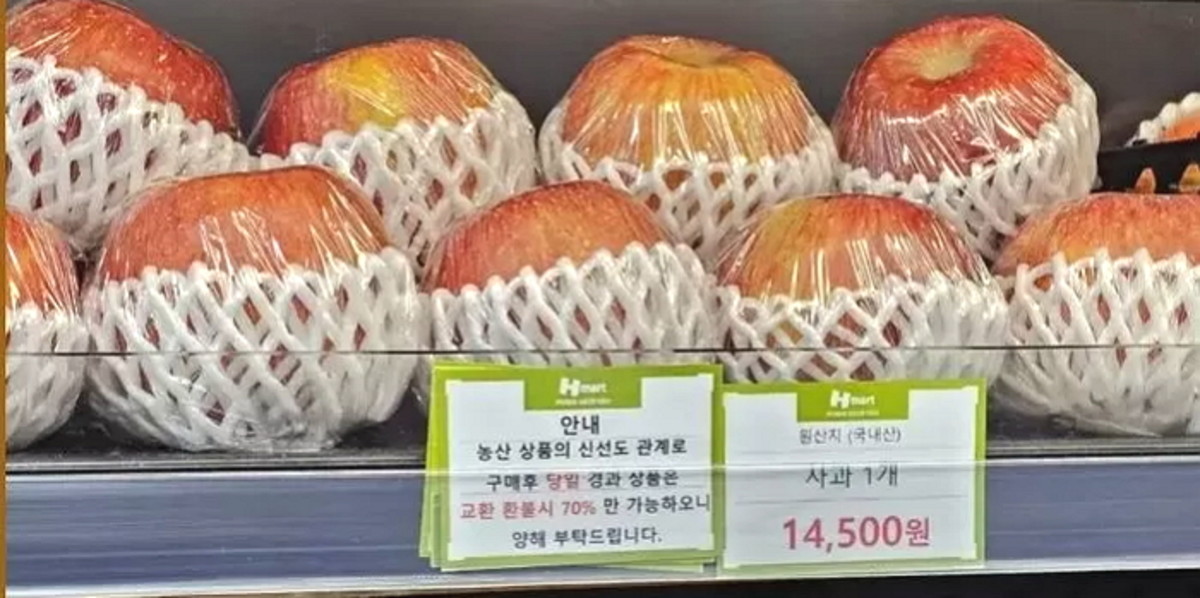 H mart
안내
농산 상품의 신선도 관계로
구매후 당일 경과 상품은
교환 환불시 70% 만 가능하오니
양해 부탁드립니다.
H mart
원산지 (국내산)
사과 1개
14,500원